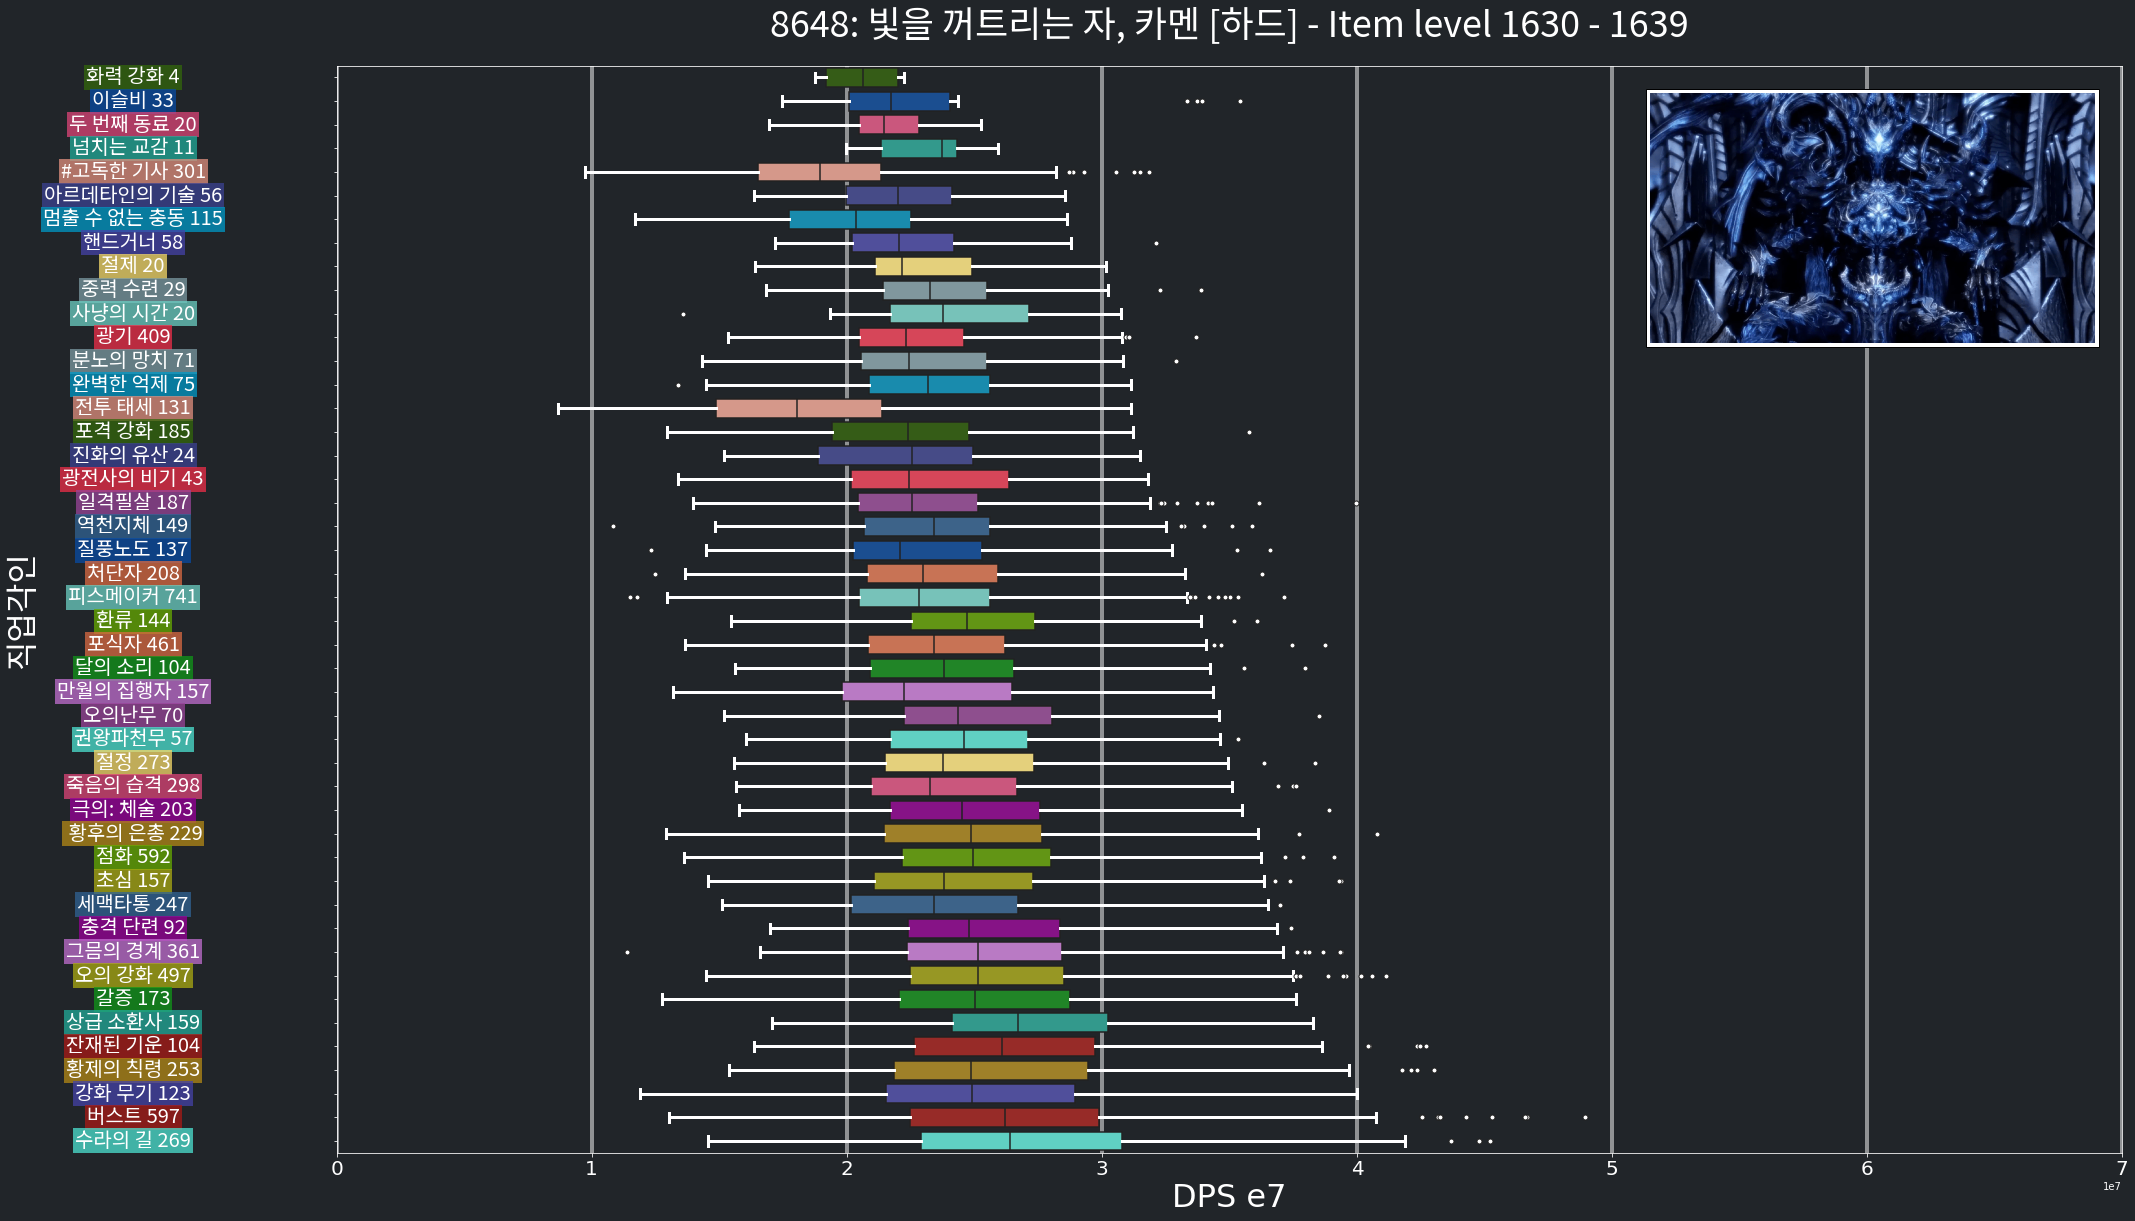 8648: 빛을 꺼트리는 자, 카멘 [하드] - Item level 1630 - 1639
직업각인
화력 강화 4
이슬비 33
두 번째 동료 20
넘치는 교감 11
#고독한 기사 301
아르데타인의 기술 56
멈출 수 없는 충동 115
핸드거너 58
절제 20
중력 수련 29
사냥의 시간 20
광기 409
분노의 망치 71
완벽한 억제 75
전투 태세 131
포격 강화 185
진화의 유산 24
광전사의 비기 43
일격필살 187
역천지체 149
질풍노도 137
처단자 208
피스메이커 741
환류 144
포식자 461
달의 소리 104
만월의 집행자 157
오의난무 70
권왕파천무 57
절정 273
죽음의 습격 298
극의: 체술 203
황후의 은총 229
점화 592
초심 157
세맥타통 247
충격 단련 92
그믐의 경계 361
오의 강화 497
갈증 173
상급 소환사 159
잔재된 기운 104
황제의 칙령 253
강화 무기 123
버스트 597
수라의 길 269
0 1 2 3 4 5 6 7
1e7
DPS e7